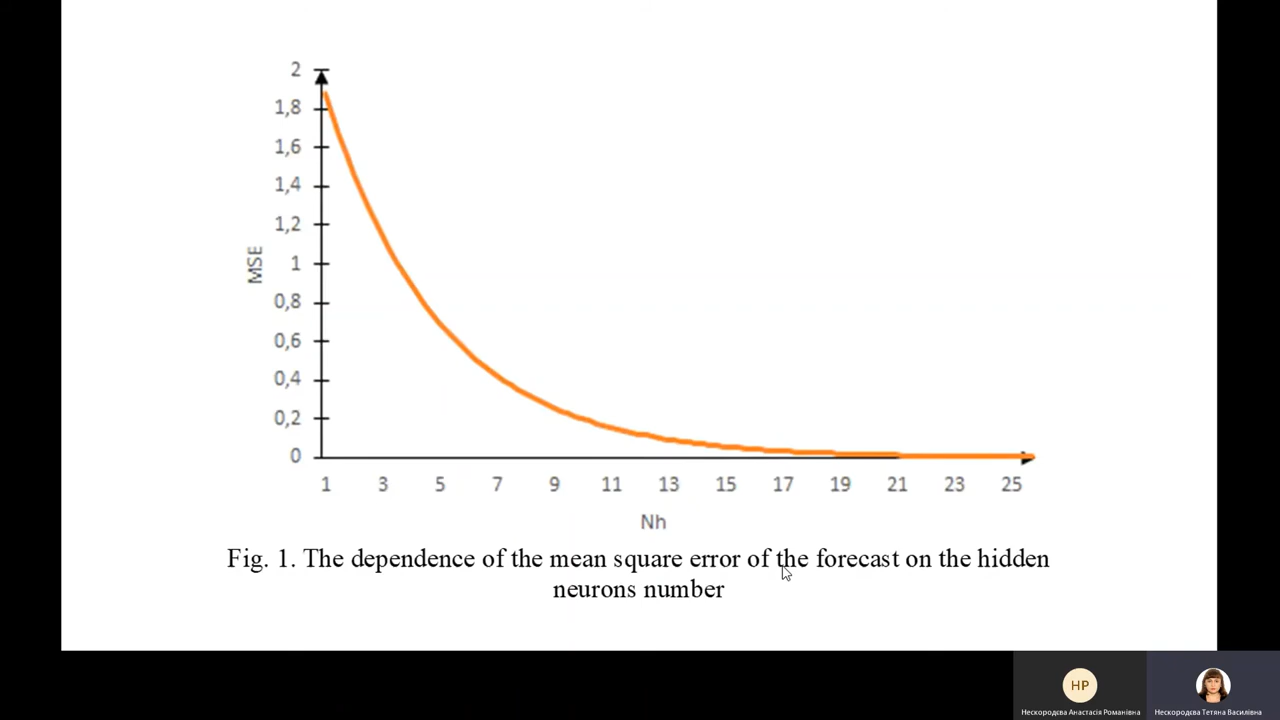 2
1,8
1,6
1,4
1,2
1
0,8
0,6
0,4
0,2
0
MSE
1 3 5 7 9 11 13 15 17 19 21 23 25
Nh
Fig. 1. The dependence of the mean square error of the forecast on the hidden
neurons number
НР
Нескородєва Анастасія Романівна
Нескородєва Тетяна Василівна